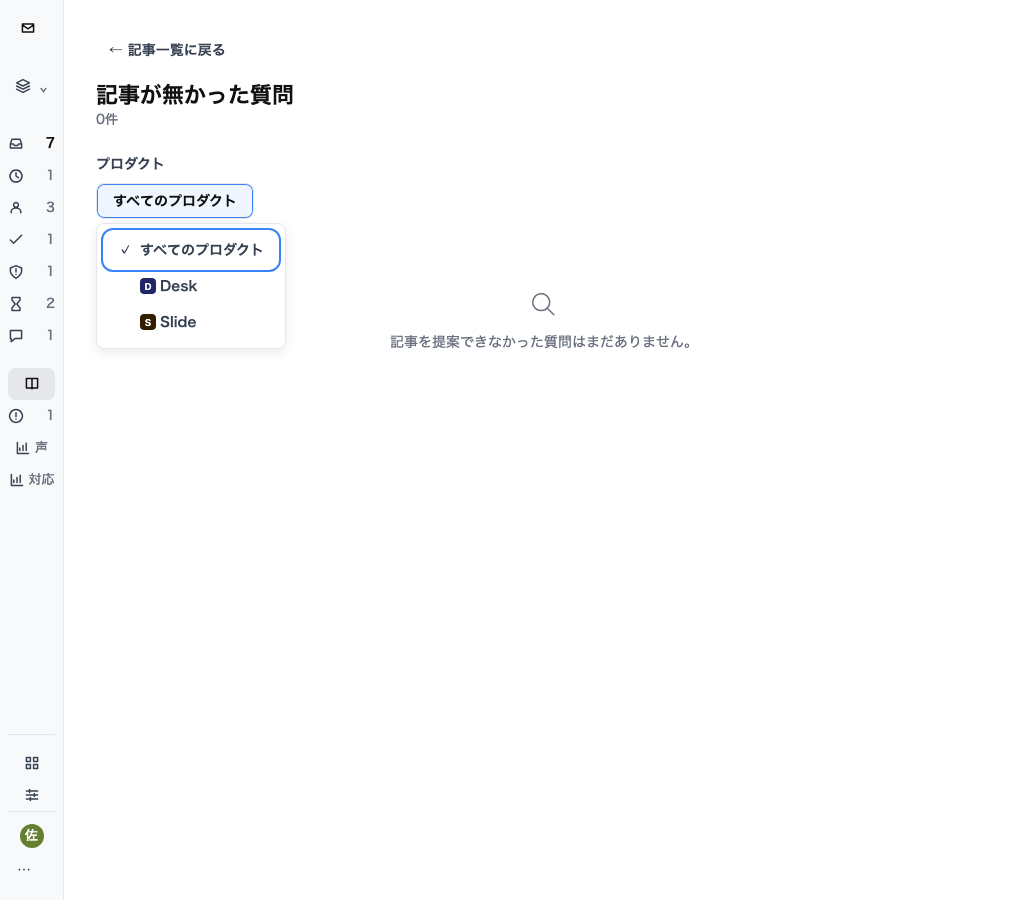 ← 記事一覧に戻る
記事が無かった質問
0件
プロダクト
すべてのプロダクト
✓ すべてのプロダクト
D Desk
S Slide
記事を提案できなかった質問はまだありません。
7
1
3
1
1
2
1
1
声
対応
佐
…